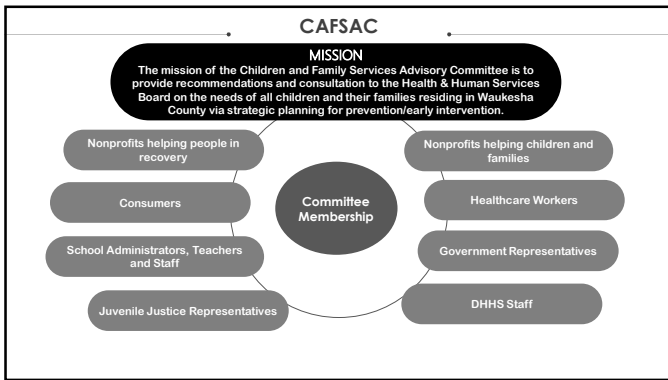 CAFSAC
MISSION
The mission of the Children and Family Services Advisory Committee is to
provide recommendations and consultation to the Health & Human Services
Board on the needs of all children and their families residing in Waukesha
County via strategic planning for prevention/early intervention.
Nonprofits helping people in
recovery
Consumers
School Administrators, Teachers
and Staff
Juvenile Justice Representatives
Committee
Membership
Nonprofits helping children and
families
Healthcare Workers
Government Representatives
DHHS Staff